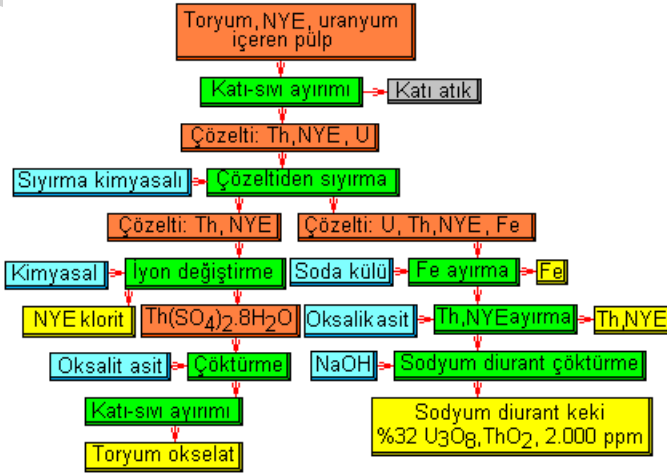 Toryum, NYE, uranyum
içeren pülp
Katı-sıvı ayırımı
Katı atık
Çözelti: Th,NYE, U
Sıyırma kimyasalı
Çözeltiden sıyırma
Çözelti: Th, NYE
Çözelti: U, Th,NYE, Fe
Kimyasal
İyon değiştirme
Soda külü
Fe ayırma
Fe
NYE klorit
Th(SO4)2.8H2O
Oksalik asit
Th,NYE ayırma
Th,NYE
Oksalit asit
Çöktürme
NaOH
Sodyum diurant çöktürme
Katı-sıvı ayırımı
Sodyum diurant keki
%32 U3O8,ThO2, 2.000 ppm
Toryum okselat